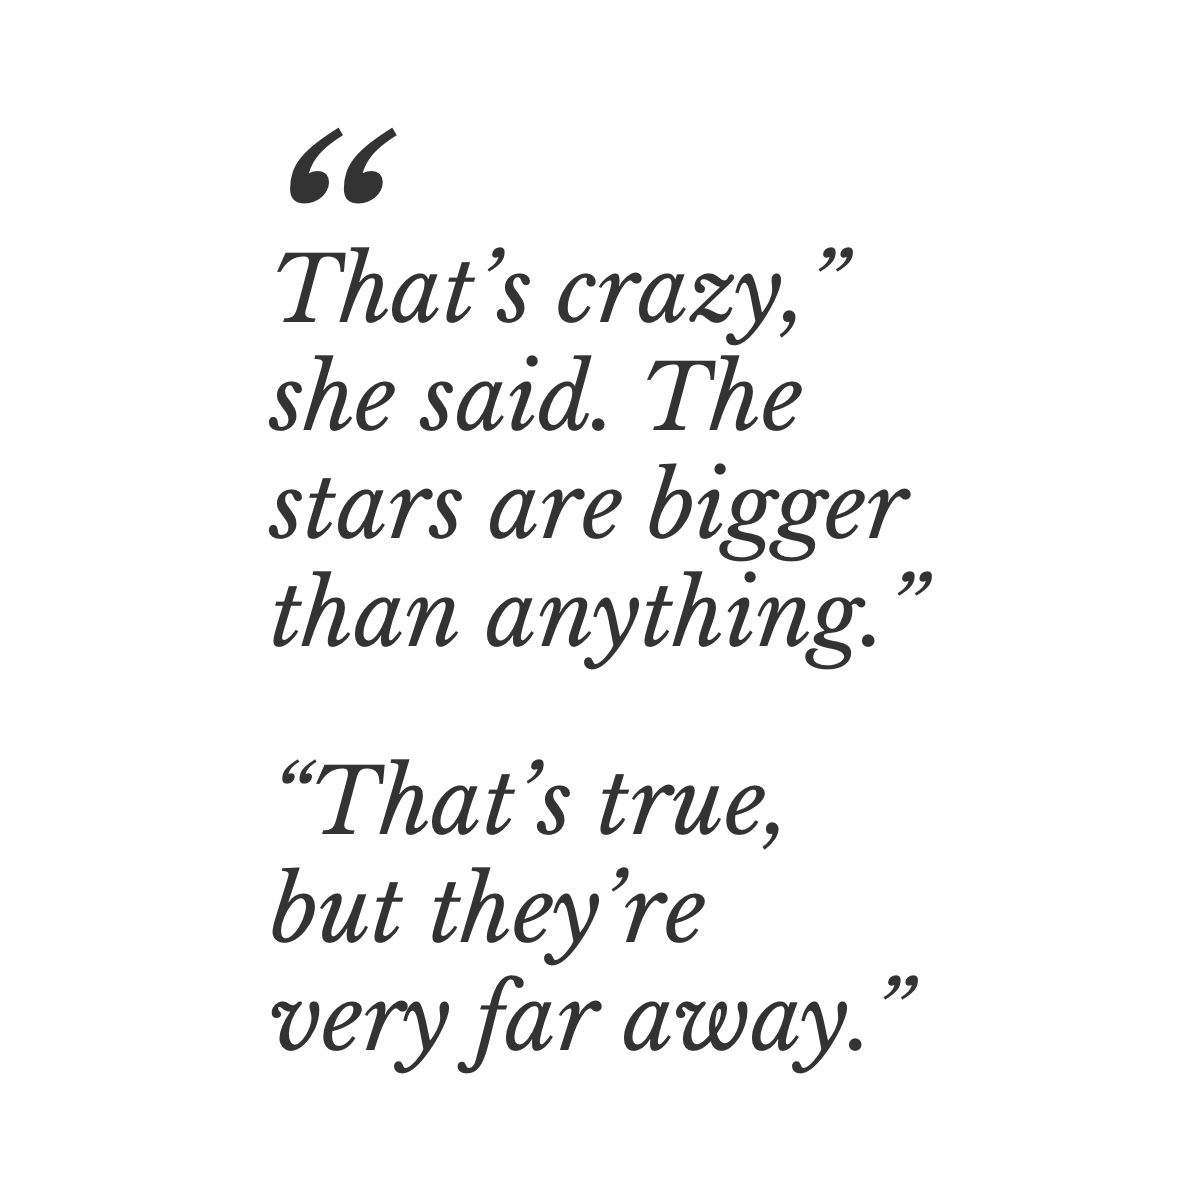 “
That’s crazy,”
she said. The
stars are bigger
than anything.”
“That’s true,
but they’re
very far away.”